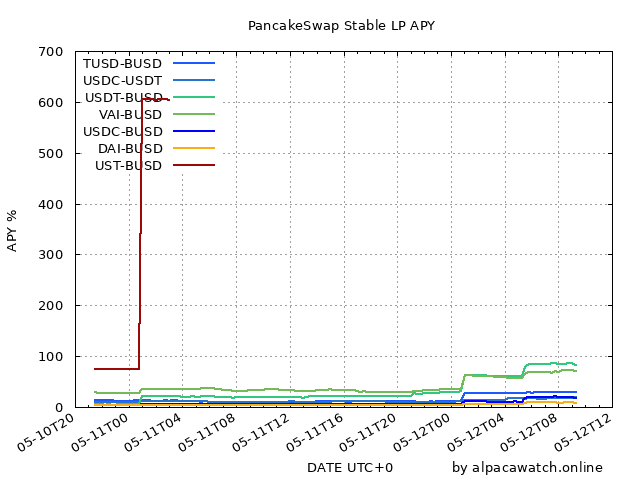 PancakeSwap Stable LP APY
700
600
500
400
300
200
100
0
APY %
TUSD-BUSD
USDC-USDT
USDT-BUSD
VAI-BUSD
USDC-BUSD
DAI-BUSD
UST-BUSD
05-10T20
05-11T00
05-11T04
05-11T08
05-11T12
05-11T16
05-11T20
05-12T00
05-12T04
05-12T08
05-12T12
DATE UTC+0
by alpacawatch.online